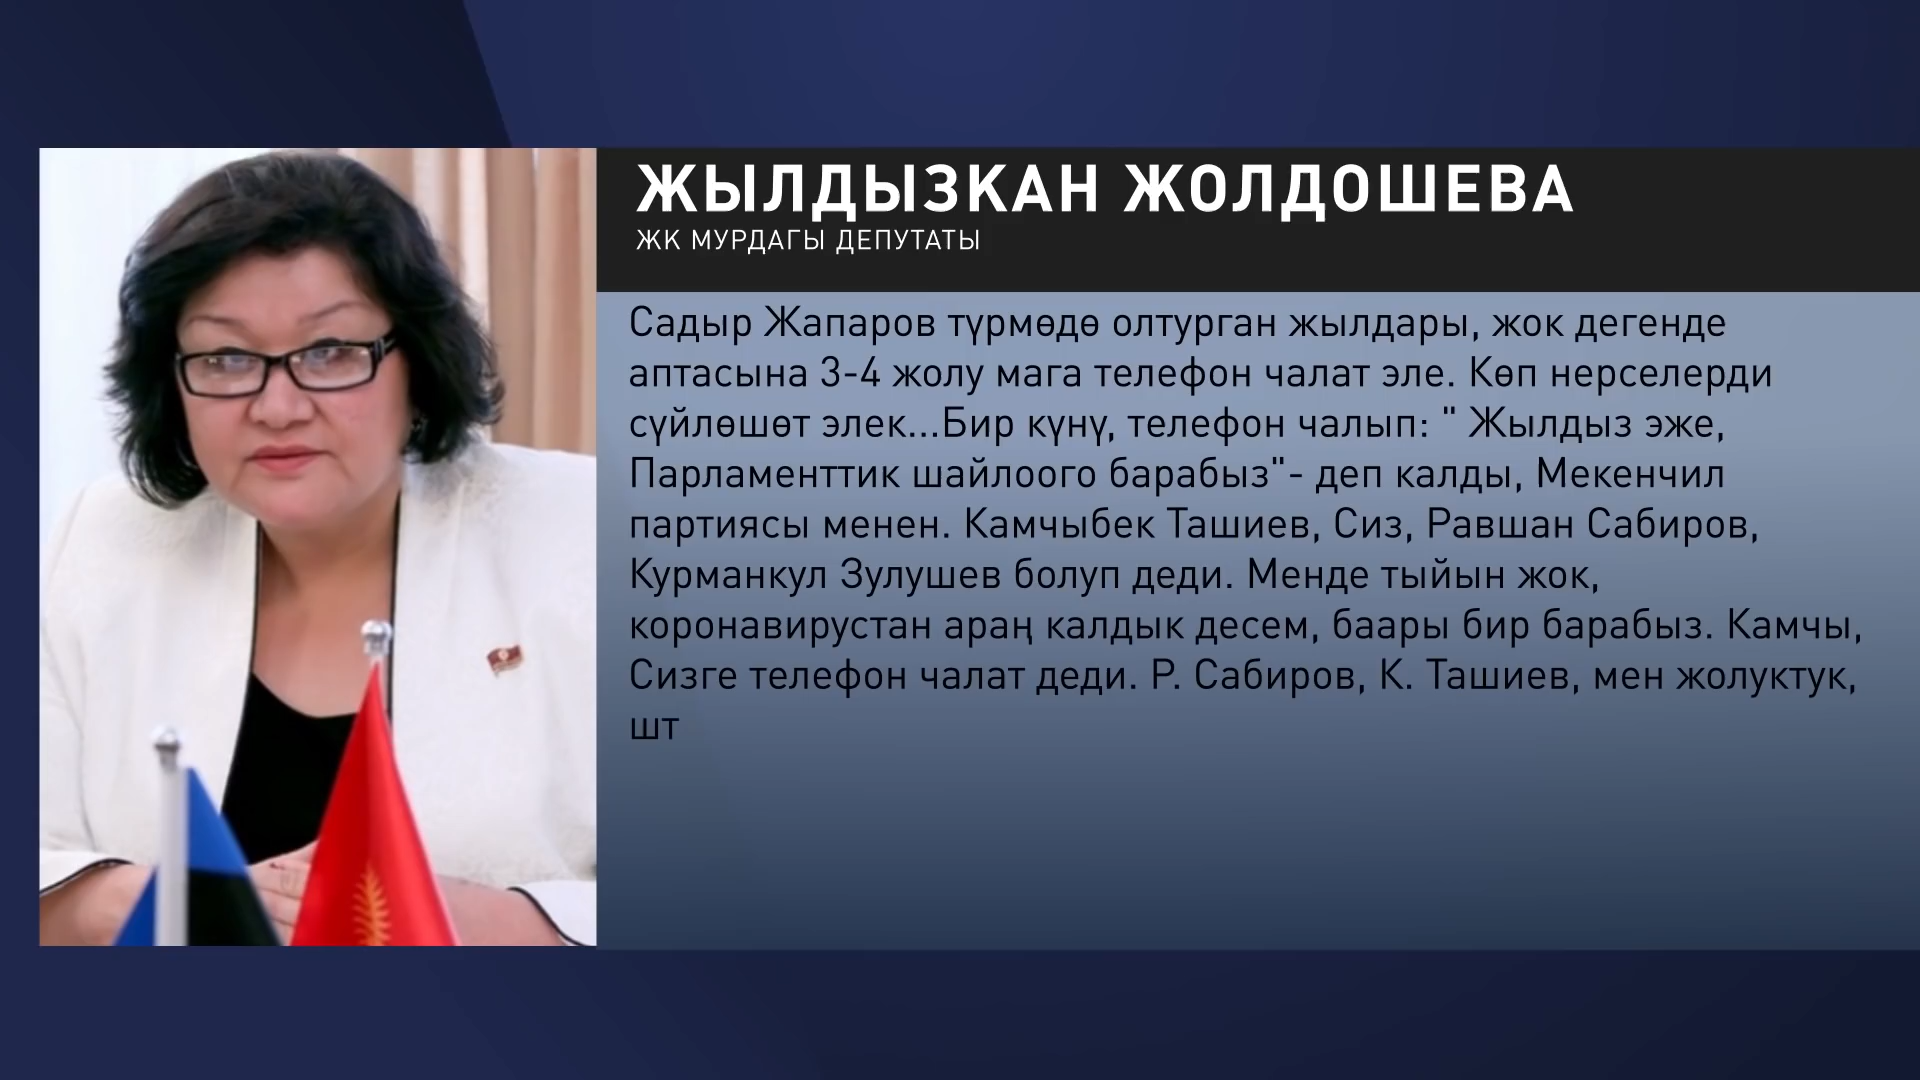 ЖЫЛДЫЗКАН ЖОЛДОШЕВА
ЖК МУРДАГЫ ДЕПУТАТЫ
Садыр Жапаров түрмөдө олтурган жылдары, жок дегенде
аптасына 3-4 жолу мага телефон чалат эле. Көп нерселерди
сүйлөшөт элек...Бир күнү, телефон чалып: " Жылдыз эже,
Парламенттик шайлоого барабыз"- деп калды, Мекенчил
партиясы менен. Камчыбек Ташиев, Сиз, Равшан Сабиров,
Курманкул Зулушев болуп деди. Менде тыйын жок,
коронавирустан араң калдык десем, баары бир барабыз. Камчы,
Сизге телефон чалат деди. Р. Сабиров, К. Ташиев, мен жолуктук,
шт